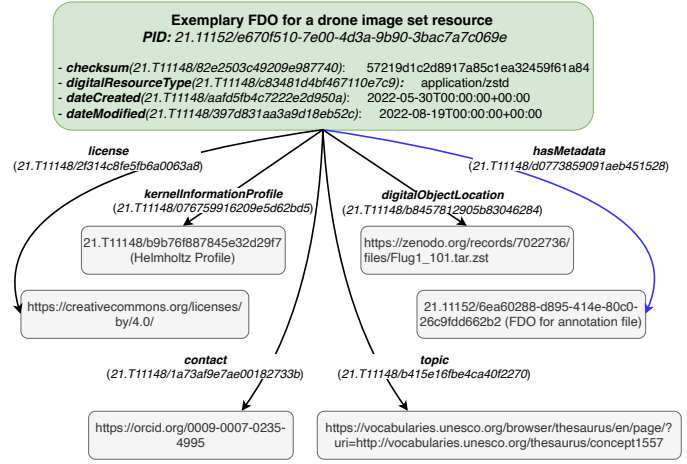 Exemplary FDO for a drone image set resource
PID: 21.11152/e670f510-7e00-4d3a-9b90-3bac7a7c069e
- checksum(21.T11148/82e2503c49209e987740): 57219d1c2d8917a85c1ea32459f61a84
- digitalResourceType(21.T11148/c83481d4bf467110e7c9): application/zstd
- dateCreated(21.T11148/aafd5fb4c7222e2d950a): 2022-05-30T00:00:00+00:00
- dateModified(21.T11148/397d831aa3a9d18eb52c): 2022-08-19T00:00:00+00:00
license
(21.T11148/2f314c8fe5fb6a0063a8)
hasMetadata
(21.T11148/d0773859091aeb451528)
kernelInformationProfile
(21.T11148/076759916209e5d62bd5)
digitalObjectLocation
(21.T11148/b8457812905b83046284)
21.T11148/b9b76f887845e32d29f7
(Helmholtz Profile)
https://zenodo.org/records/7022736/
files/Flug1_101.tar.zst
https://creativecommons.org/licenses/
by/4.0/
21.11152/6ea60288-d895-414e-80c0-
26c9fdd662b2 (FDO for annotation file)
contact
(21.T11148/1a73af9e7ae00182733b)
topic
(21.T11148/b415e16fbe4ca40f2270)
https://orcid.org/0009-0007-0235-
4995
https://vocabularies.unesco.org/browser/thesaurus/en/page/?
uri=http://vocabularies.unesco.org/thesaurus/concept1557